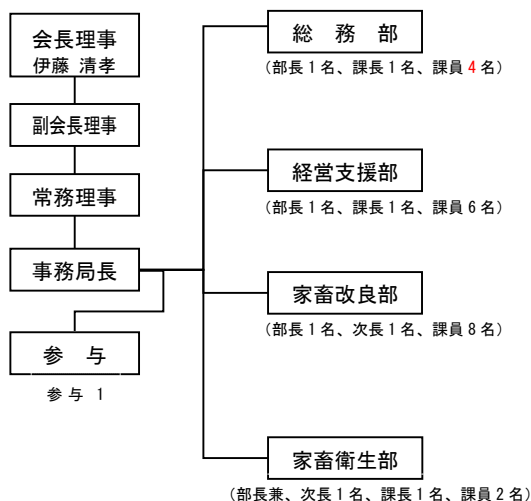 会長理事
伊藤 清孝
副会長理事
常務理事
事務局長
参 与
参 与 1
総 務 部
(部長1名、課長1名、課員4名)
経営支援部
(部長1名、課長1名、課員6名)
家畜改良部
(部長1名、次長1名、課員8名)
家畜衛生部
(部長兼、次長1名、課長1名、課員2名)